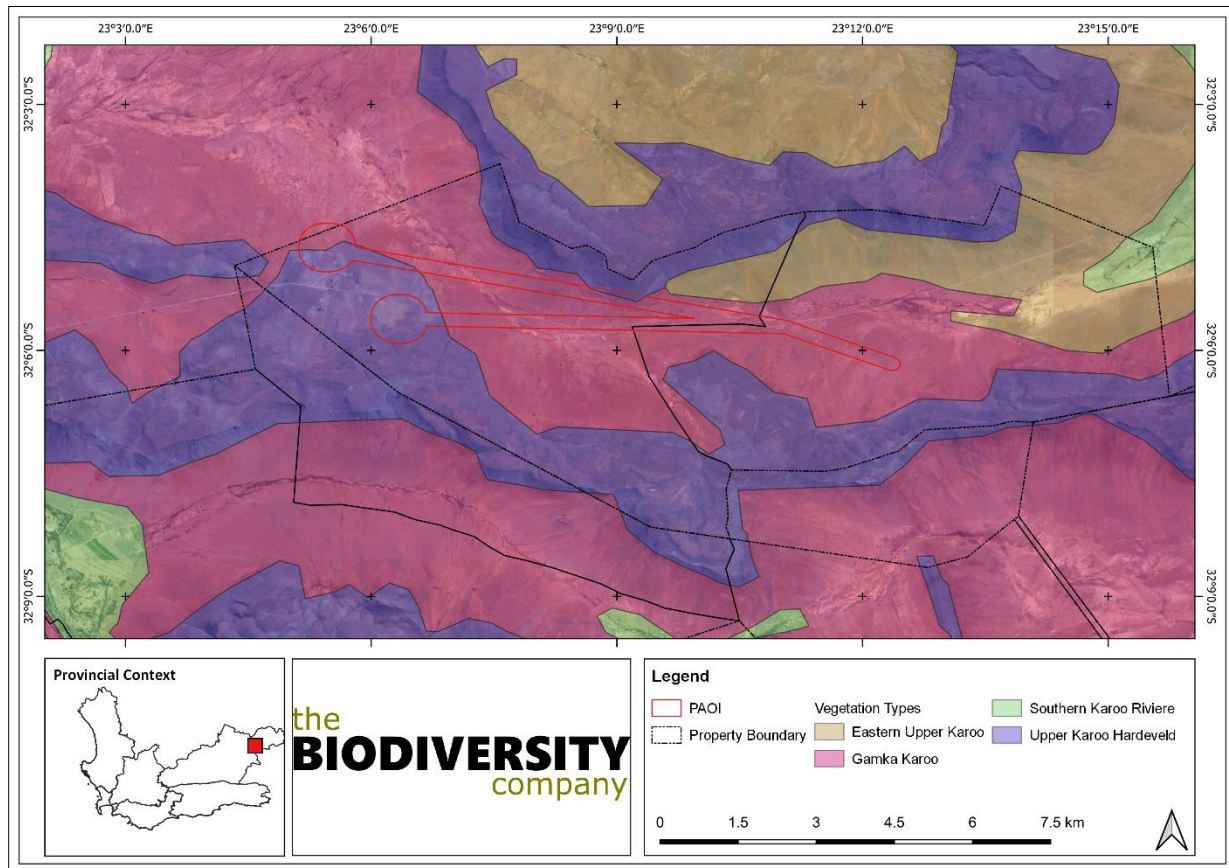 23°3'0.0"E 23°6'0.0"E 23°9'0.0"E 23°12'0.0"E 23°15'0.0"E
32°3'0.0"S 32°3'0.0"S
32°6'0.0"S 32°6'0.0"S
32°9'0.0"S 32°9'0.0"S
Provincial Context
the
BIODIVERSITY
company
Legend
PAOI
Property Boundary
Vegetation Types
Eastern Upper Karoo
Gamka Karoo
Southern Karoo Riviere
Upper Karoo Hardeveld
0 1.5 3 4.5 6 7.5 km